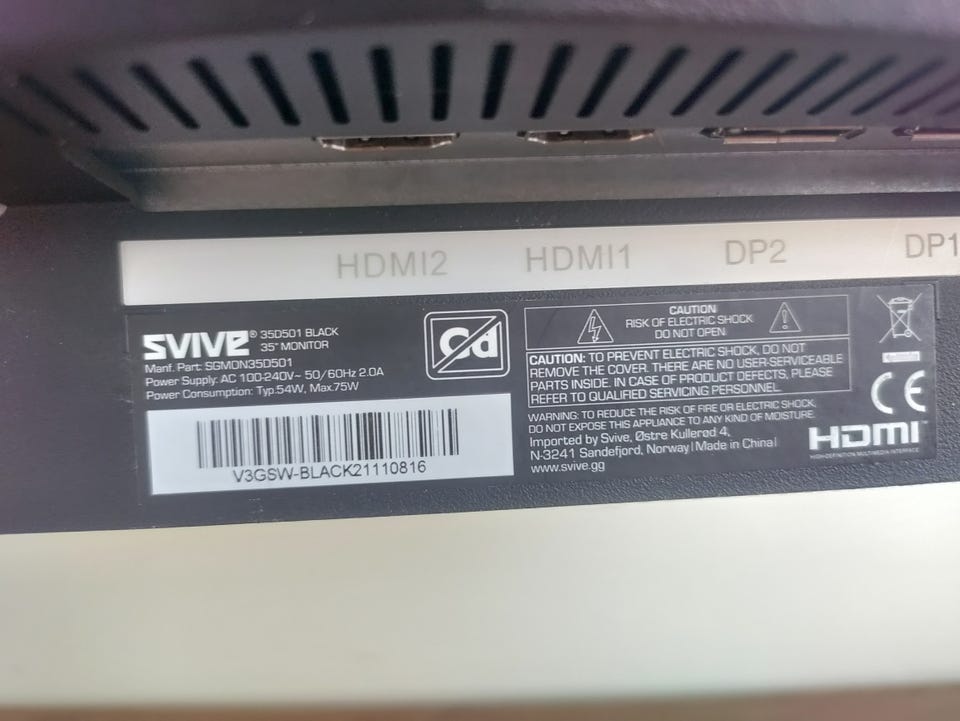 HDMI2 HDMI1 DP2 DP1
SVIVE® 35D501 BLACK
35" MONITOR
Manf. Part: SGMON35D501
Power Supply: AC 100-240V~ 50/60Hz 2.0A
Power Consumption: Typ.54W, Max.75W
Cd
V3GSW-BLACK21110816
CAUTION
RISK OF ELECTRIC SHOCK
DO NOT OPEN
CAUTION: TO PREVENT ELECTRIC SHOCK, DO NOT
REMOVE THE COVER. THERE ARE NO USER-SERVICEABLE
PARTS INSIDE. IN CASE OF PRODUCT DEFECTS, PLEASE
REFER TO QUALIFIED SERVICING PERSONNEL.
WARNING: TO REDUCE THE RISK OF FIRE OR ELECTRIC SHOCK,
DO NOT EXPOSE THIS APPLIANCE TO ANY KIND OF MOISTURE.
Imported by Svive, Østre Kullerød 4,
N-3241 Sandefjord, Norway | Made in China |
www.svive.gg
CE
HDMI™
HIGH-DEFINITION MULTIMEDIA INTERFACE